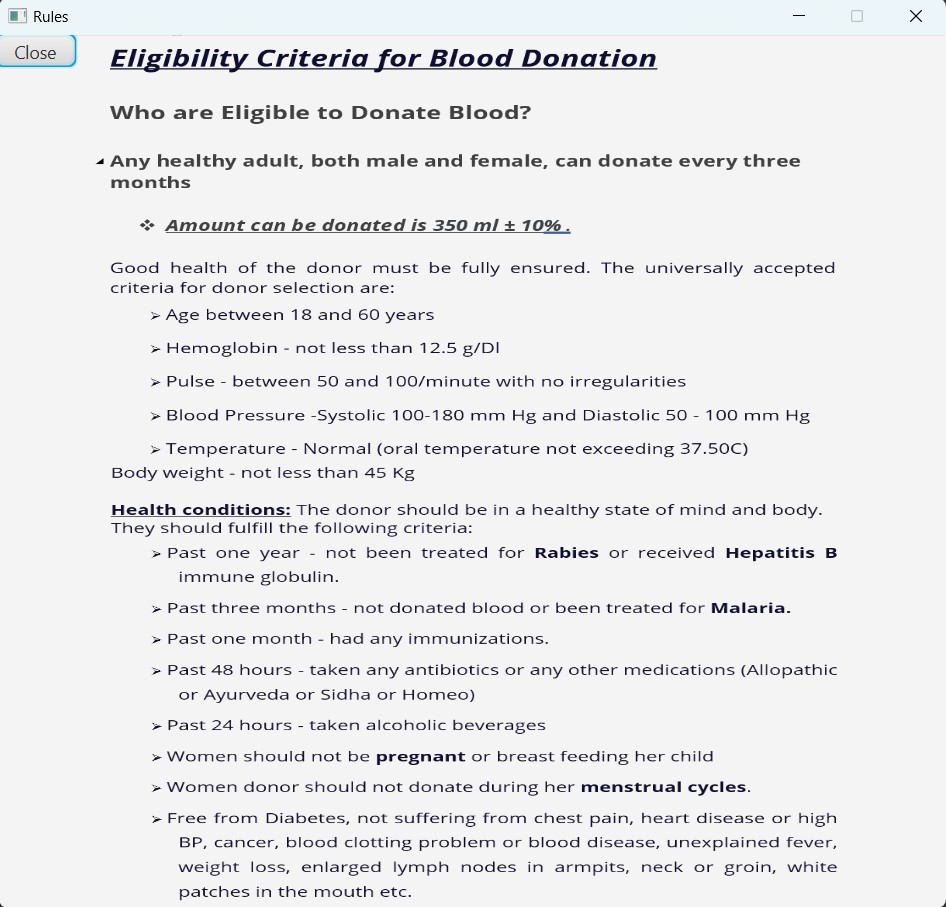 Rules
Close
Eligibility Criteria for Blood Donation
Who are Eligible to Donate Blood?
Any healthy adult, both male and female, can donate every three
months
❖ Amount can be donated is 350 ml ± 10% .
Good health of the donor must be fully ensured. The universally accepted
criteria for donor selection are:
➢ Age between 18 and 60 years
➢ Hemoglobin - not less than 12.5 g/Dl
➢ Pulse - between 50 and 100/minute with no irregularities
➢ Blood Pressure -Systolic 100-180 mm Hg and Diastolic 50 - 100 mm Hg
➢ Temperature - Normal (oral temperature not exceeding 37.50C)
Body weight - not less than 45 Kg
Health conditions: The donor should be in a healthy state of mind and body.
They should fulfill the following criteria:
➢ Past one year - not been treated for Rabies or received Hepatitis B
immune globulin.
➢ Past three months - not donated blood or been treated for Malaria.
➢ Past one month - had any immunizations.
➢ Past 48 hours - taken any antibiotics or any other medications (Allopathic
or Ayurveda or Sidha or Homeo)
➢ Past 24 hours - taken alcoholic beverages
➢ Women should not be pregnant or breast feeding her child
➢ Women donor should not donate during her menstrual cycles.
➢ Free from Diabetes, not suffering from chest pain, heart disease or high
BP, cancer, blood clotting problem or blood disease, unexplained fever,
weight loss, enlarged lymph nodes in armpits, neck or groin, white
patches in the mouth etc.